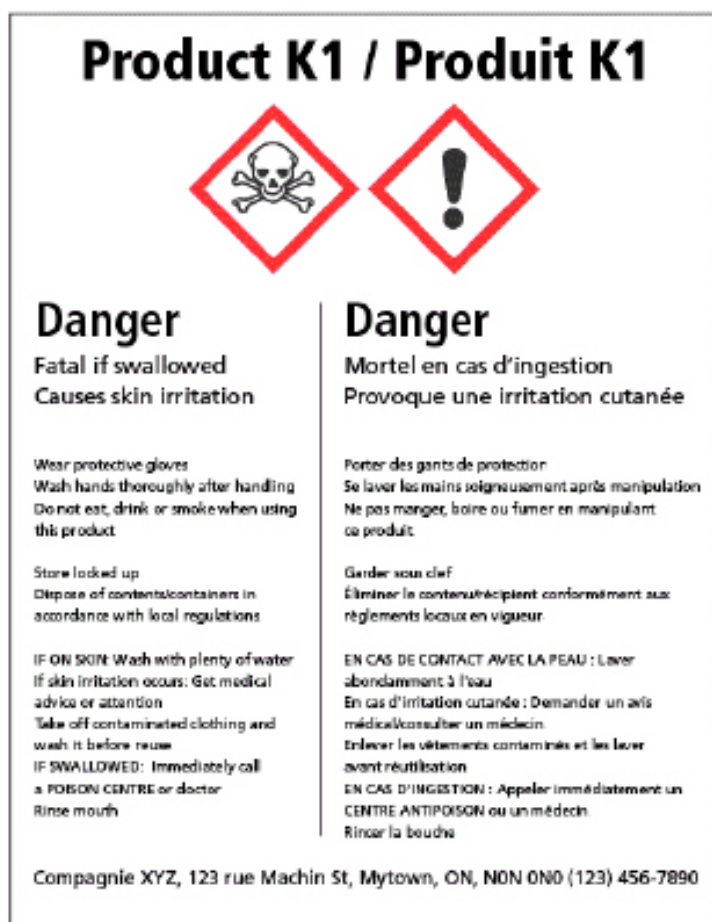 Product K1 / Produit K1
Danger
Fatal if swallowed
Causes skin irritation
Wear protective gloves
Wash hands thoroughly after handling
Do not eat, drink or smoke when using
this product
Store locked up
Dispose of contents/containers in
accordance with local regulations
IF ON SKIN: Wash with plenty of water
If skin irritation occurs: Get medical
advice or attention
Take off contaminated clothing and
wash it before reuse
IF SWALLOWED: Immediately call
a POISON CENTRE or doctor
Rinse mouth
Danger
Mortel en cas d'ingestion
Provoque une irritation cutanée
Porter des gants de protection
Se laver les mains soigneusement après manipulation
Ne pas manger, boire ou fumer en manipulant
ce produit
Garder sous clef
Éliminer le contenu/récipient conformément aux
règlements locaux en vigueur
EN CAS DE CONTACT AVEC LA PEAU : Laver
abondamment à l'eau
En cas d'irritation cutanée : Demander un avis
médical/consulter un médecin
Enlever les vêtements contaminés et les laver
avant réutilisation
EN CAS D'INGESTION : Appeler immédiatement un
CENTRE ANTIPOISON ou un médecin
Rincer la bouche
Compagnie XYZ, 123 rue Machin St, Mytown, ON, N0N 0N0 (123) 456-7890